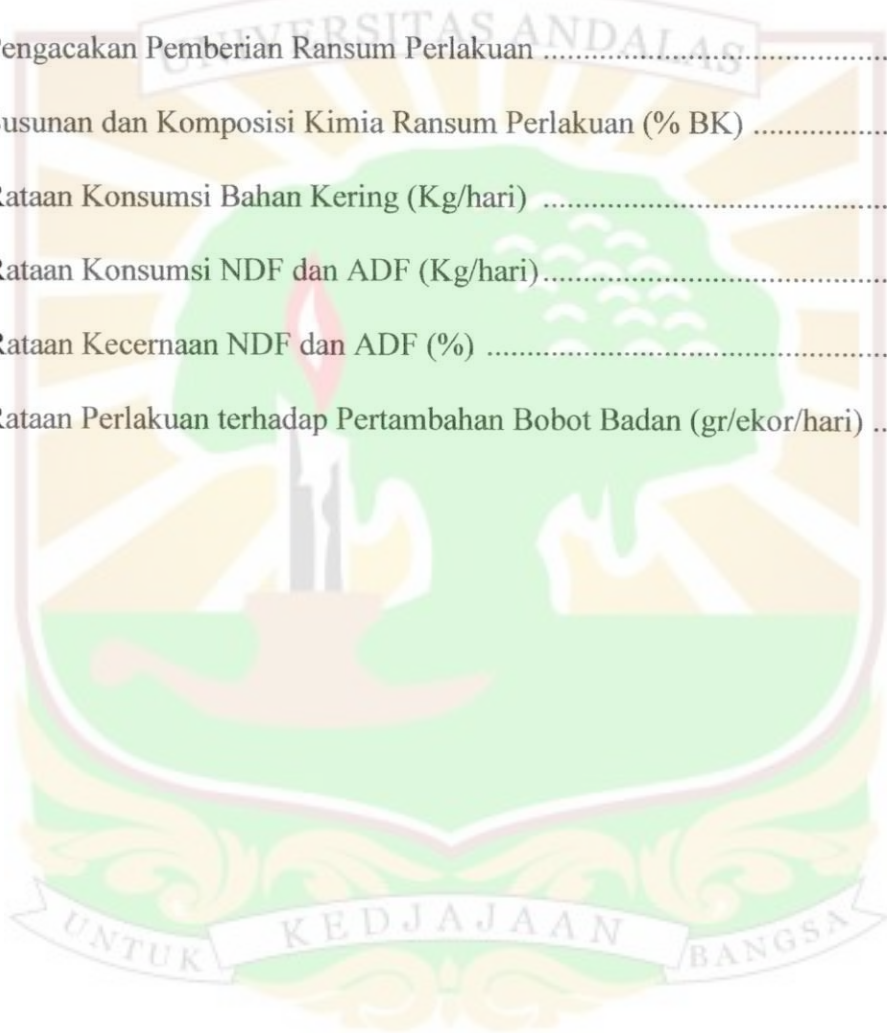 UNIVERSITAS ANDALAS
engacakan Pemberian Ransum Perlakuan ........................................
usunan dan Komposisi Kimia Ransum Perlakuan (% BK) ................
ataan Konsumsi Bahan Kering (Kg/hari) ........................................
ataan Konsumsi NDF dan ADF (Kg/hari)........................................
ataan Kecernaan NDF dan ADF (%) ................................................
ataan Perlakuan terhadap Pertambahan Bobot Badan (gr/ekor/hari) ..
UNTUK KEDJAJAAN BANGSA